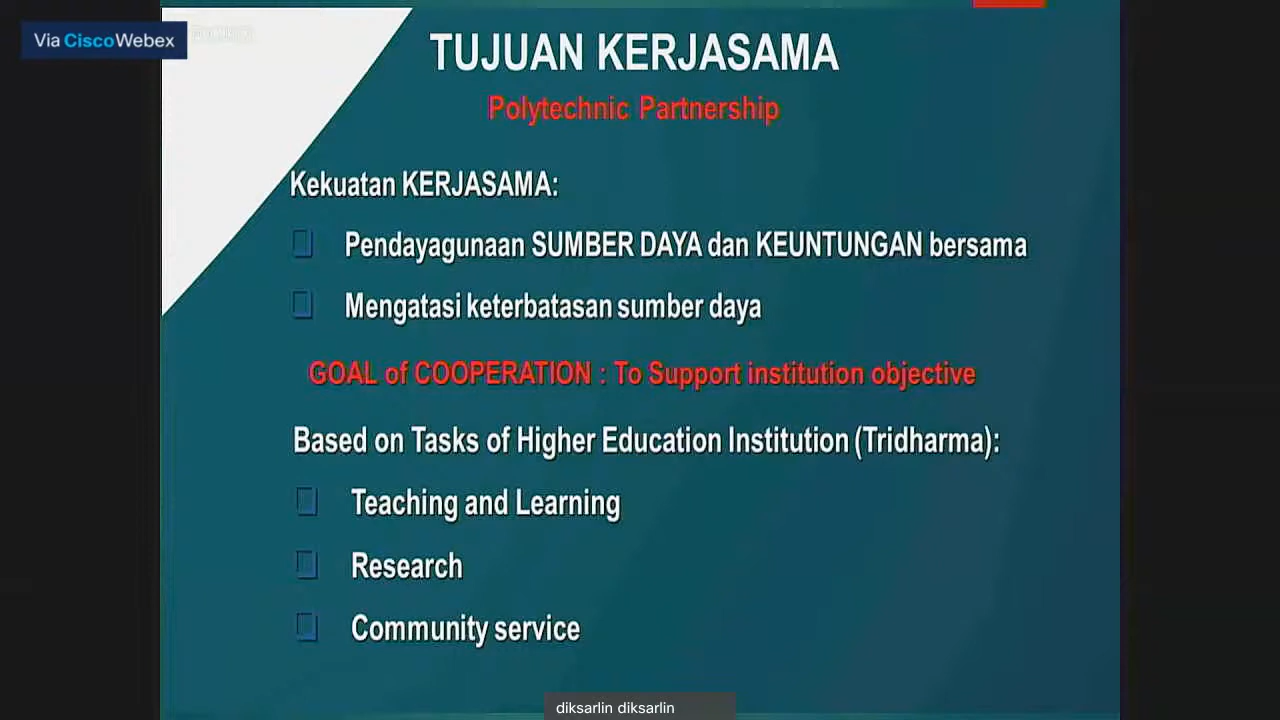 Via Cisco Webex
TUJUAN KERJASAMA
Polytechnic Partnership
Kekuatan KERJASAMA:
Pendayagunaan SUMBER DAYA dan KEUNTUNGAN bersama
Mengatasi keterbatasan sumber daya
GOAL of COOPERATION : To Support institution objective
Based on Tasks of Higher Education Institution (Tridharma):
Teaching and Learning
Research
Community service
diksarlin diksarlin